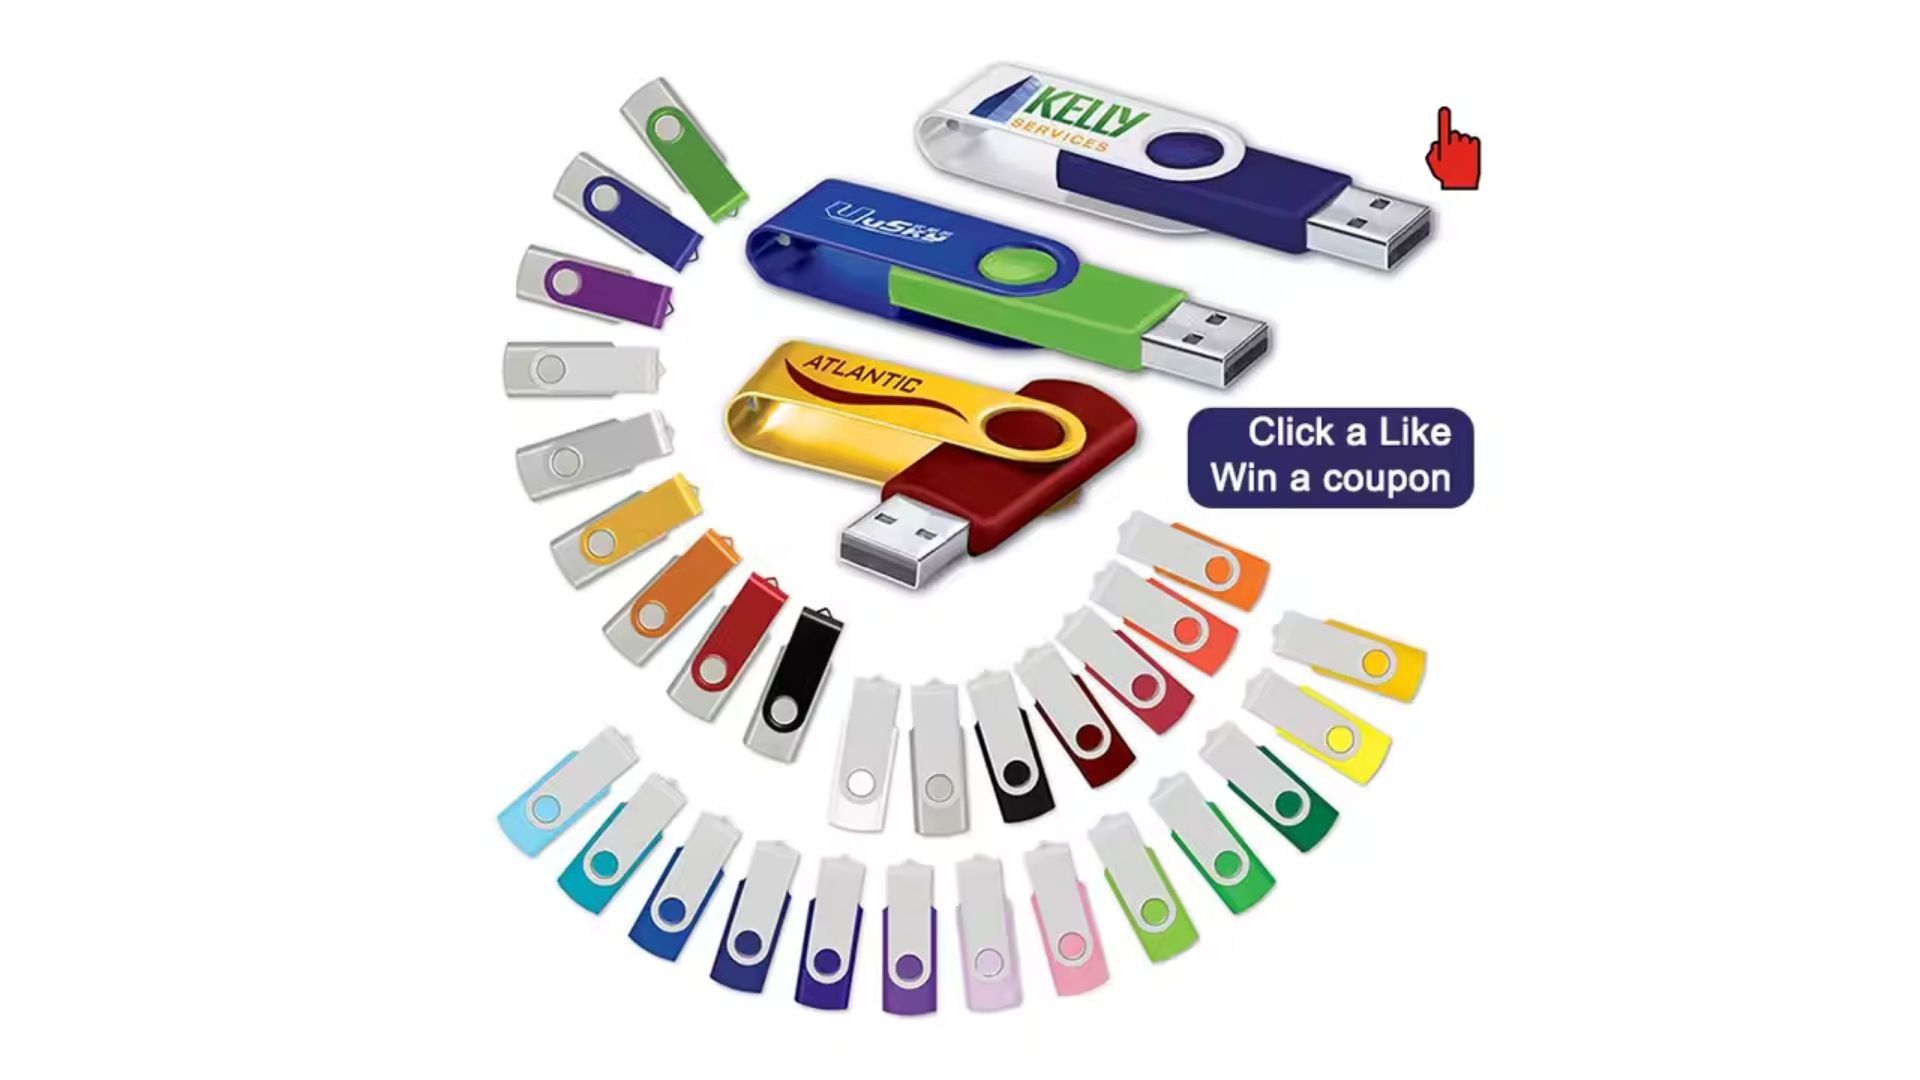 KELLY
SERVICES
UuSky
ATLANTIC
Click a Like
Win a coupon